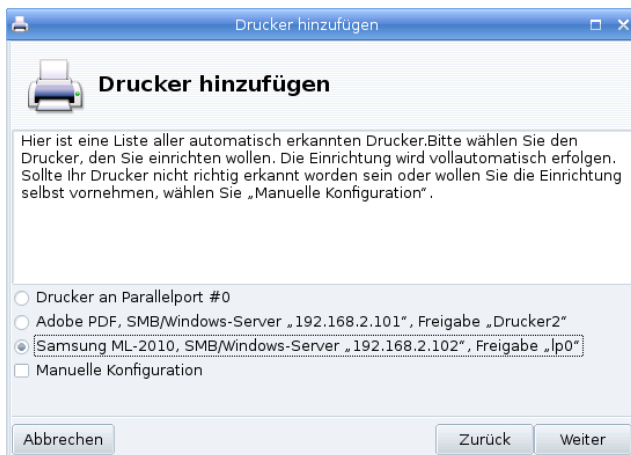 Drucker hinzufügen
Drucker hinzufügen
Hier ist eine Liste aller automatisch erkannten Drucker.Bitte wählen Sie den
Drucker, den Sie einrichten wollen. Die Einrichtung wird vollautomatisch erfolgen.
Sollte Ihr Drucker nicht richtig erkannt worden sein oder wollen Sie die Einrichtung
selbst vornehmen, wählen Sie „Manuelle Konfiguration“.
Drucker an Parallelport #0
Adobe PDF, SMB/Windows-Server „192.168.2.101“, Freigabe „Drucker2“
Samsung ML-2010, SMB/Windows-Server „192.168.2.102“, Freigabe „lp0“
Manuelle Konfiguration
Abbrechen
Zurück
Weiter